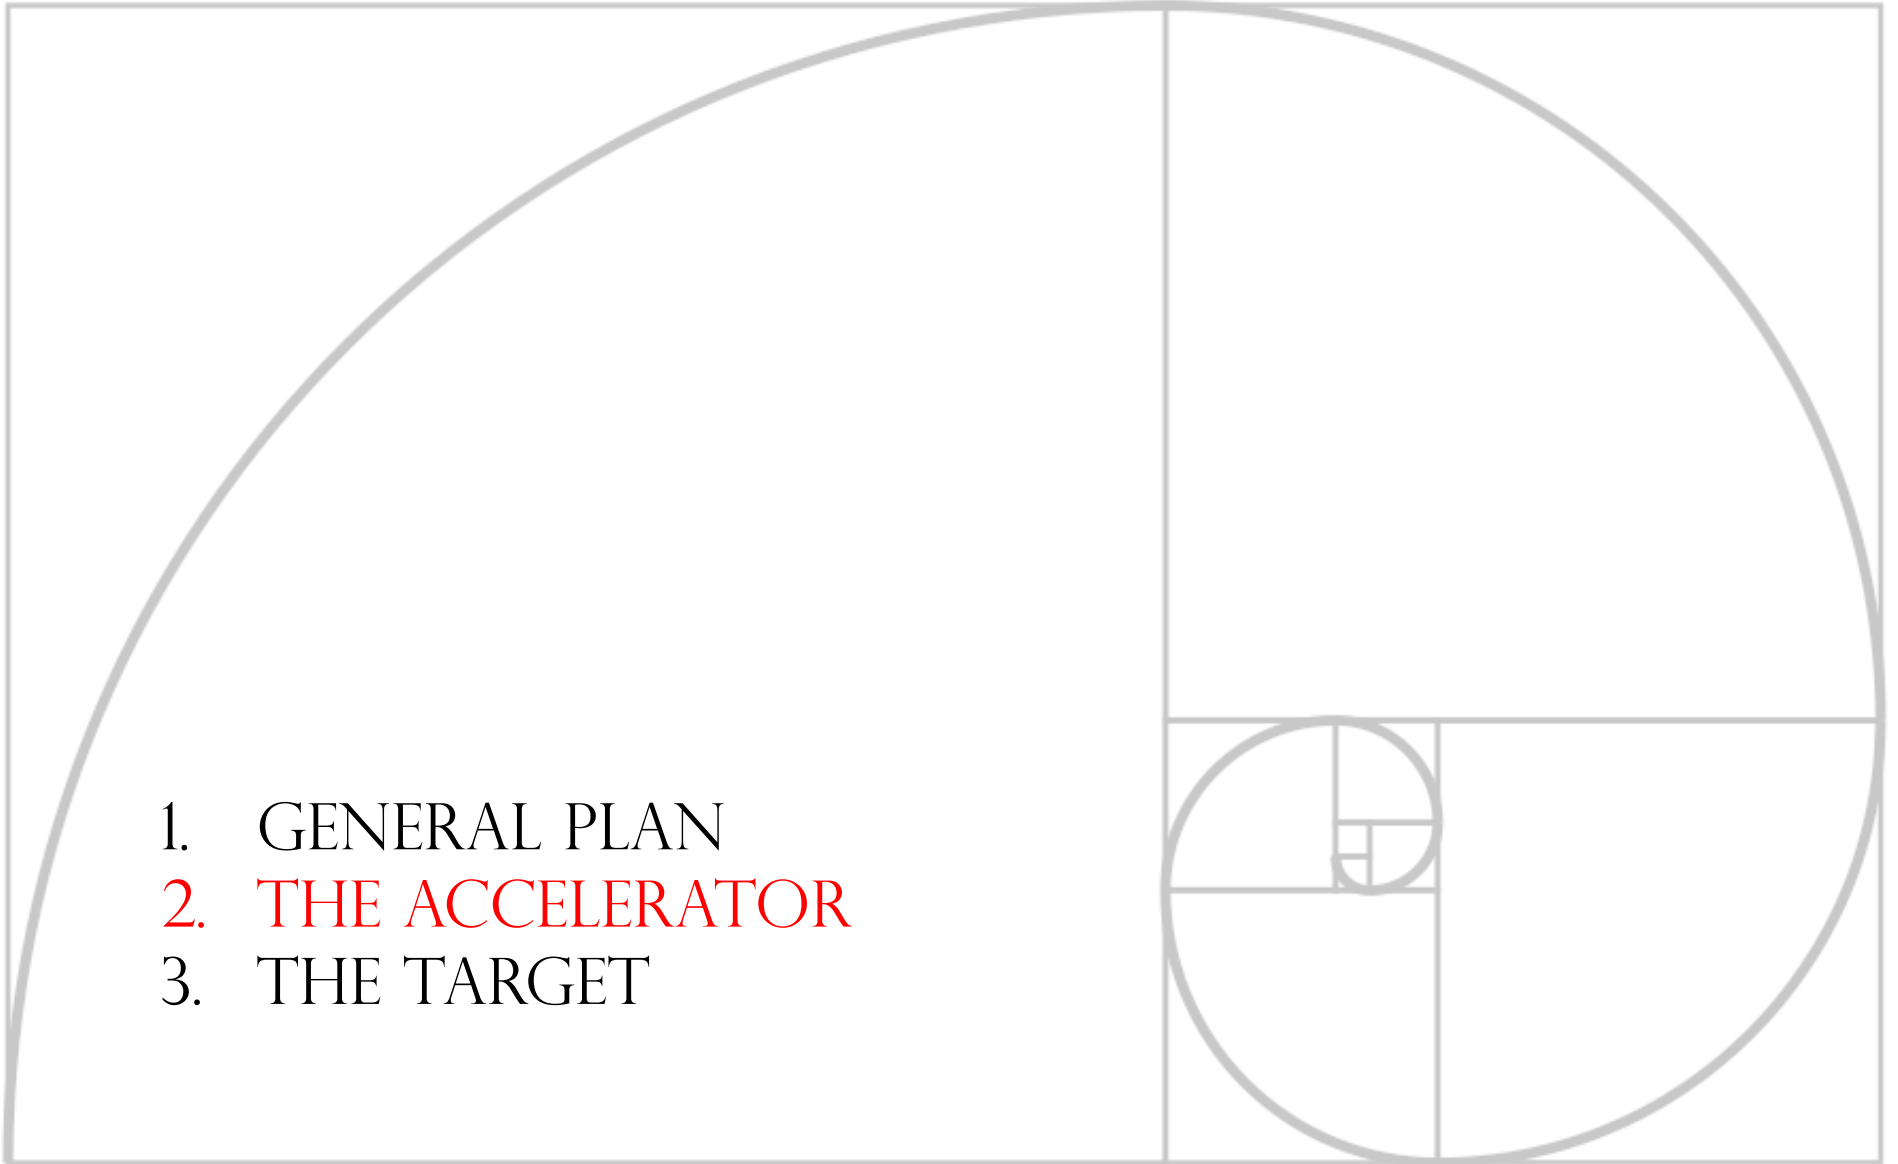 1. GENERAL PLAN
2. THE ACCELERATOR
3. THE TARGET